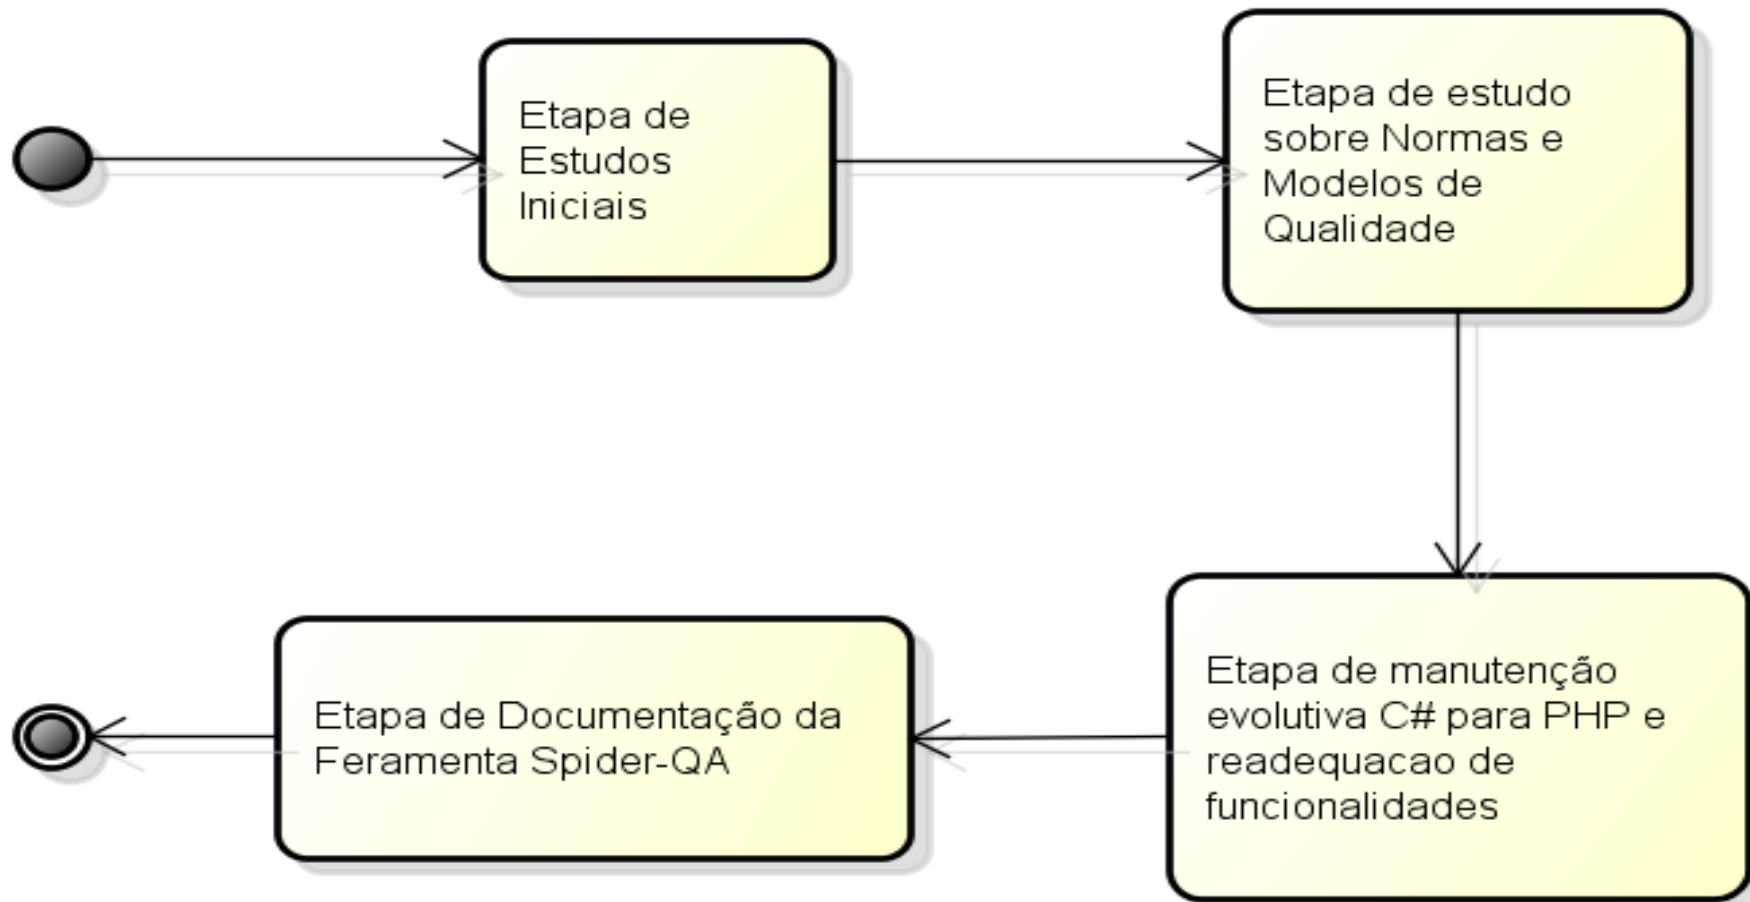 Etapa de
Estudos
Iniciais
Etapa de estudo
sobre Normas e
Modelos de
Qualidade
Etapa de manutenção
evolutiva C# para PHP e
readequacao de
funcionalidades
Etapa de Documentação da
Feramenta Spider-QA